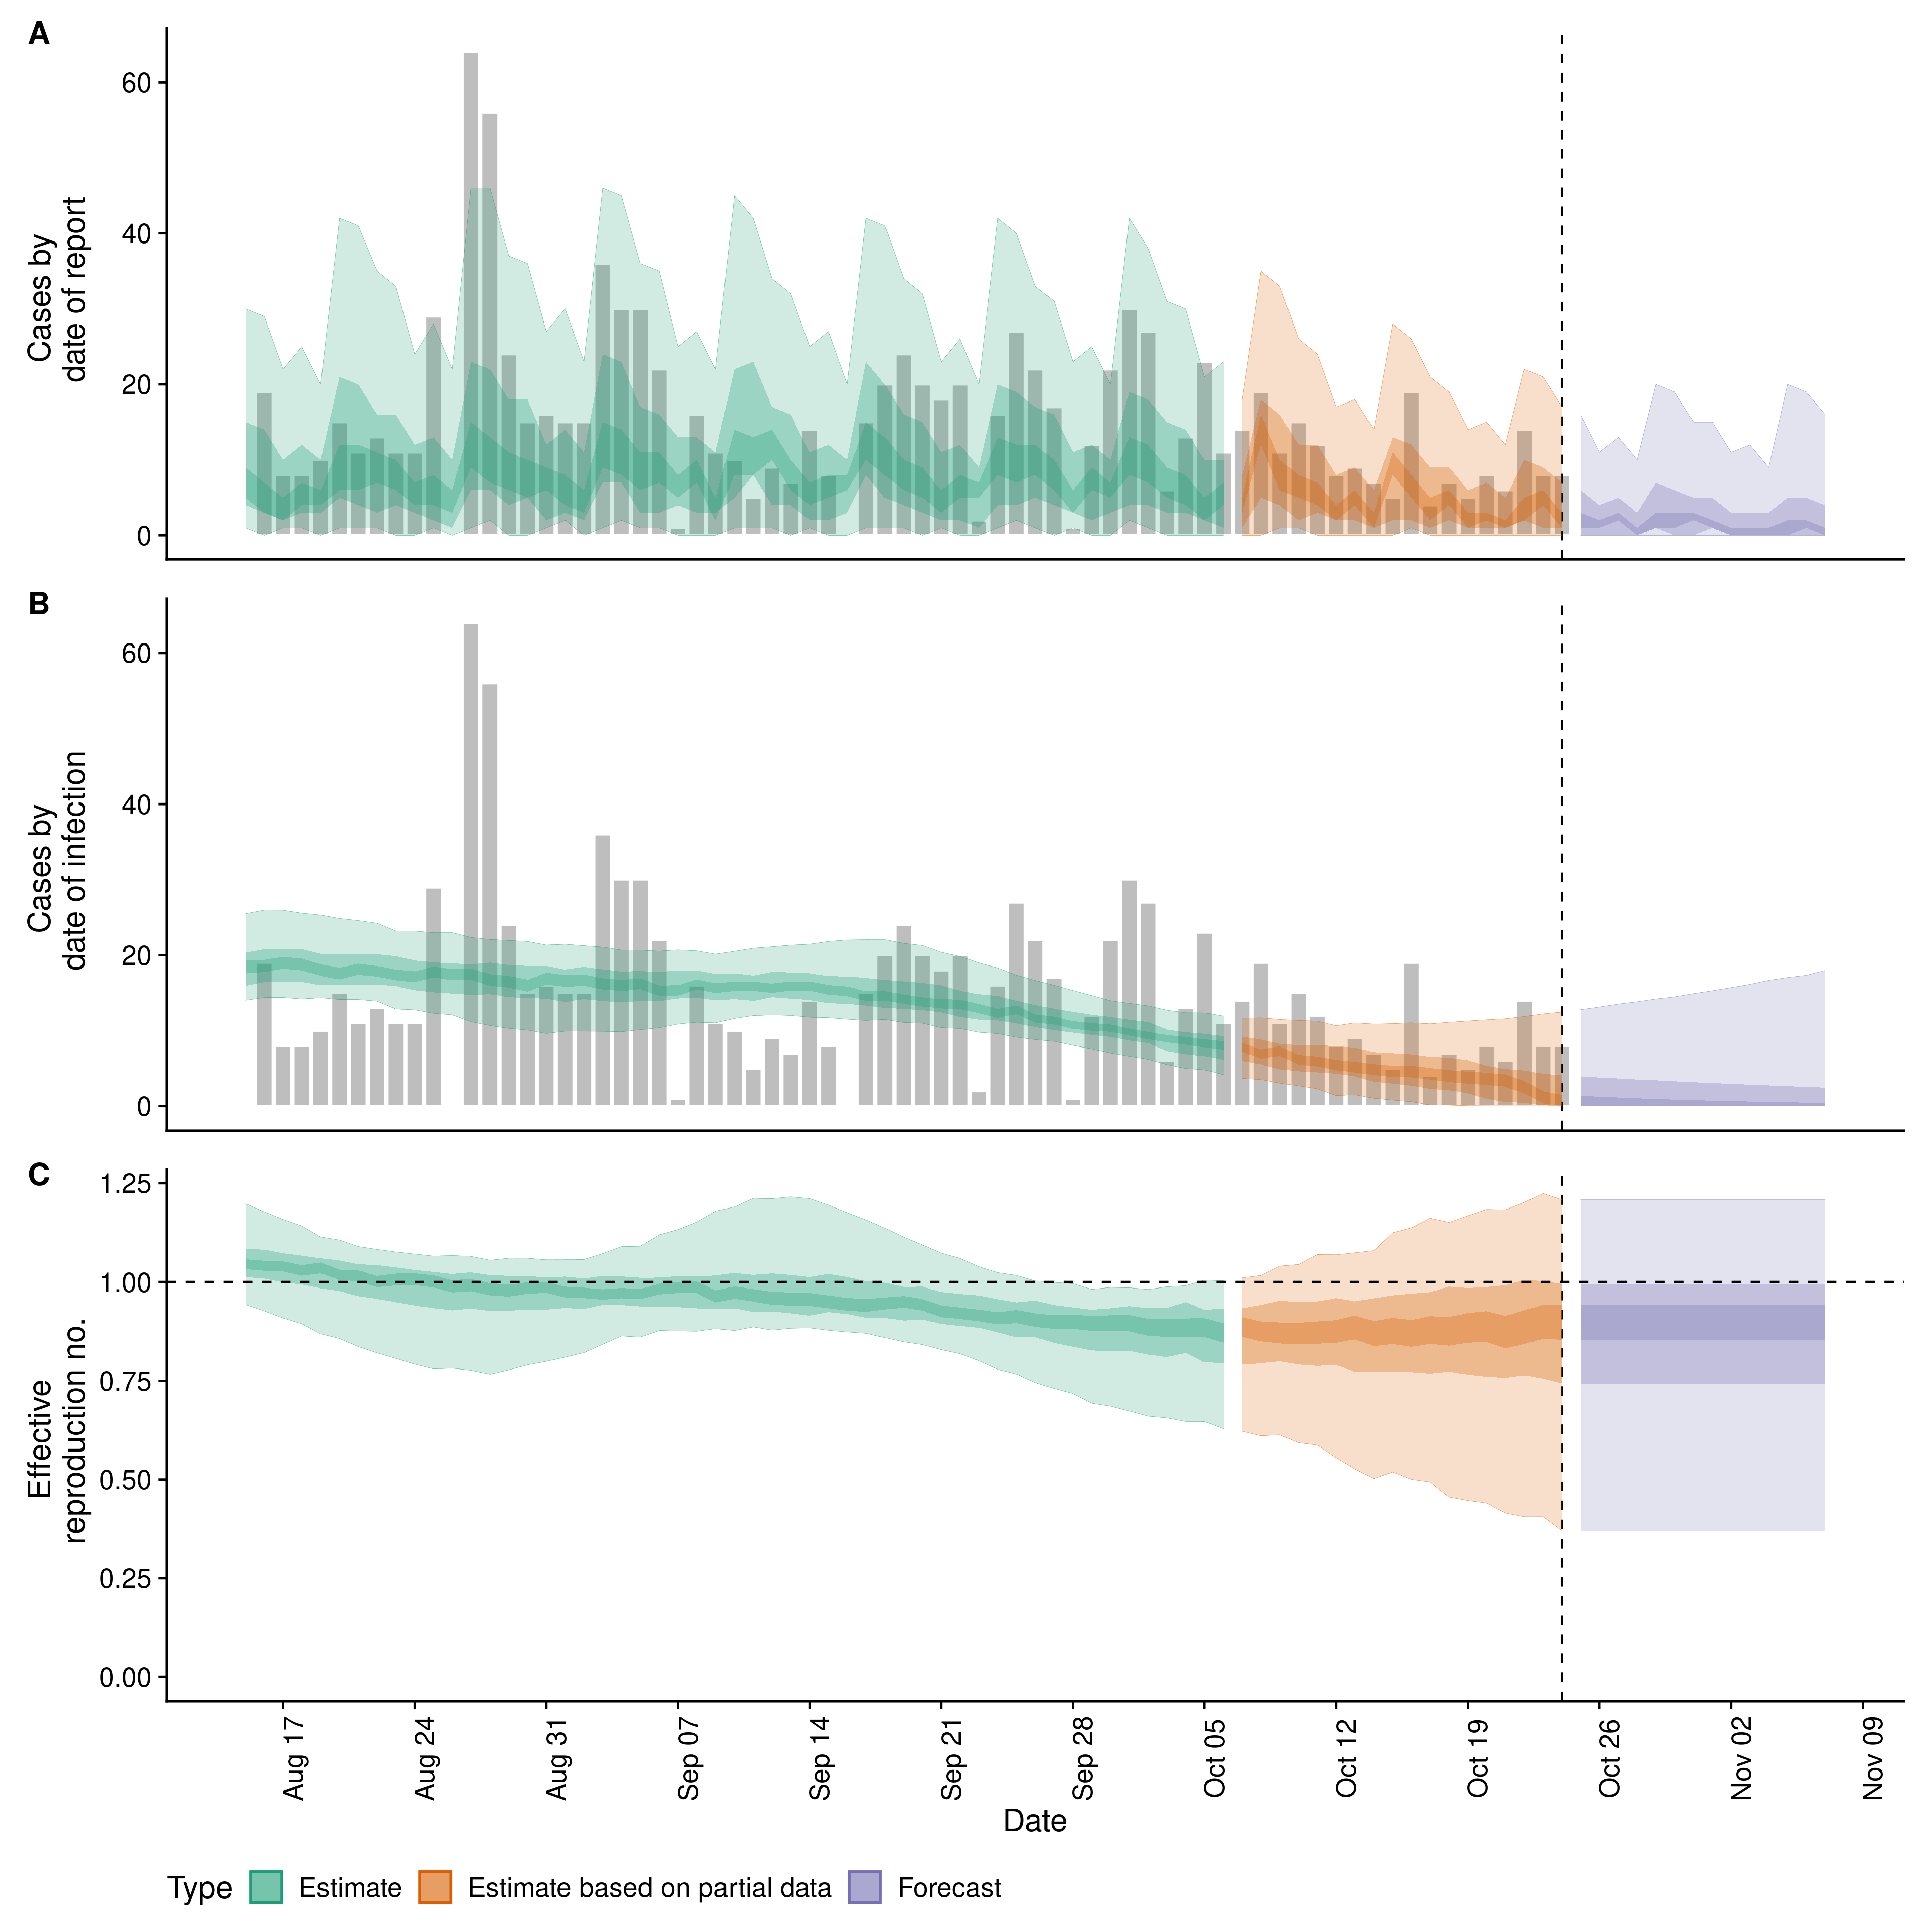 A
60
40
20
0
Cases by
date of report
B
60
40
20
0
Cases by
date of infection
C
1.25
1.00
0.75
0.50
0.25
0.00
Effective
reproduction no.
Aug 17
Aug 24
Aug 31
Sep 07
Sep 14
Sep 21
Sep 28
Oct 05
Oct 12
Oct 19
Oct 26
Nov 02
Nov 09
Date
Type Estimate Estimate based on partial data Forecast